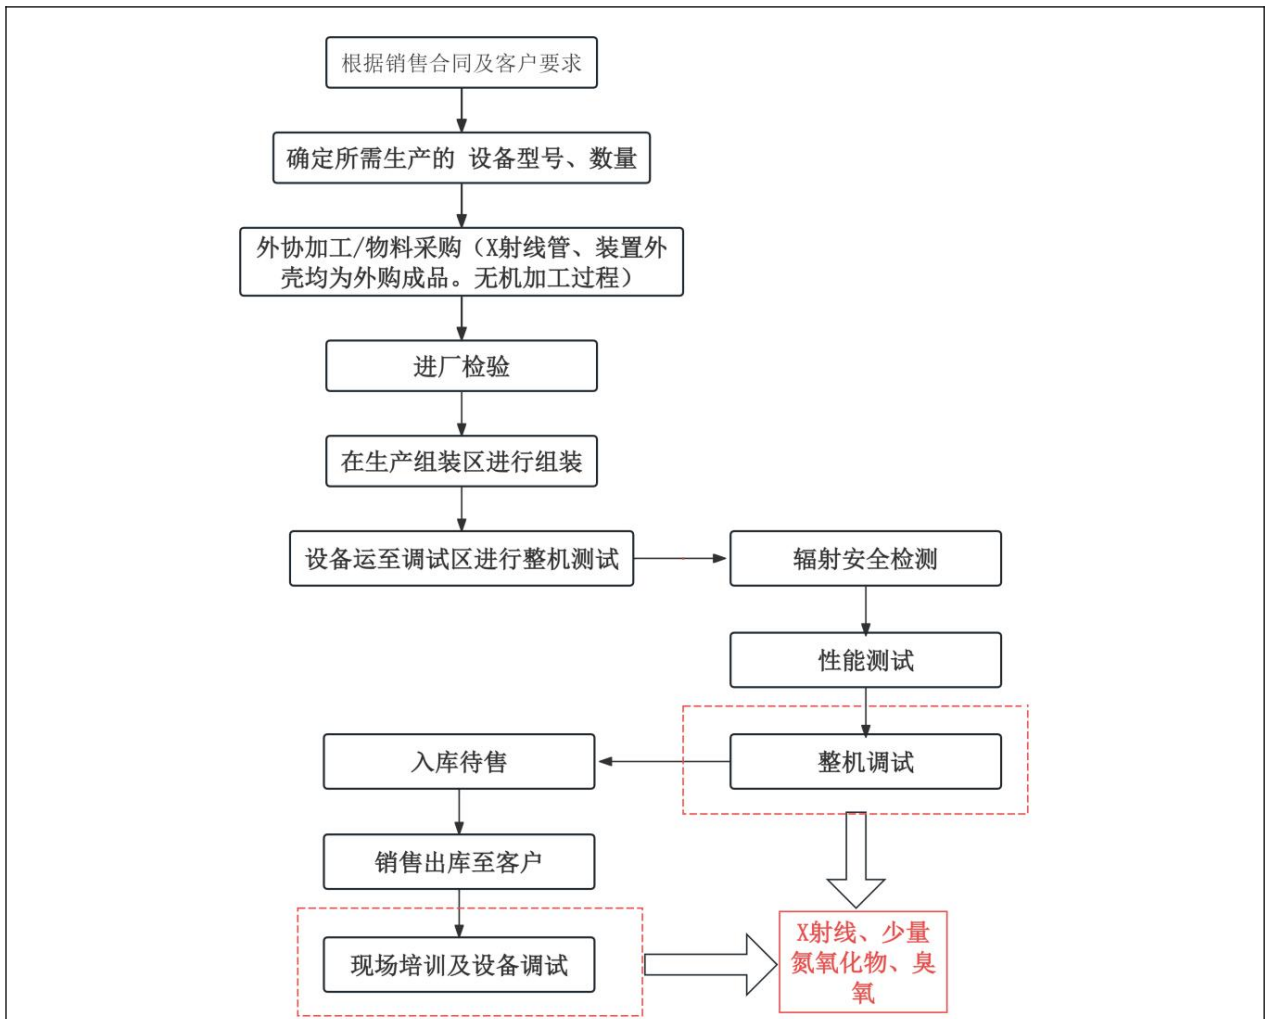 根据销售合同及客户要求
确定所需生产的 设备型号、数量
外协加工/物料采购（X射线管、装置外
壳均为外购成品。无机加工过程）
进厂检验
在生产组装区进行组装
设备运至调试区进行整机测试
辐射安全检测
性能测试
整机调试
入库待售
销售出库至客户
现场培训及设备调试
X射线、少量
氮氧化物、臭
氧